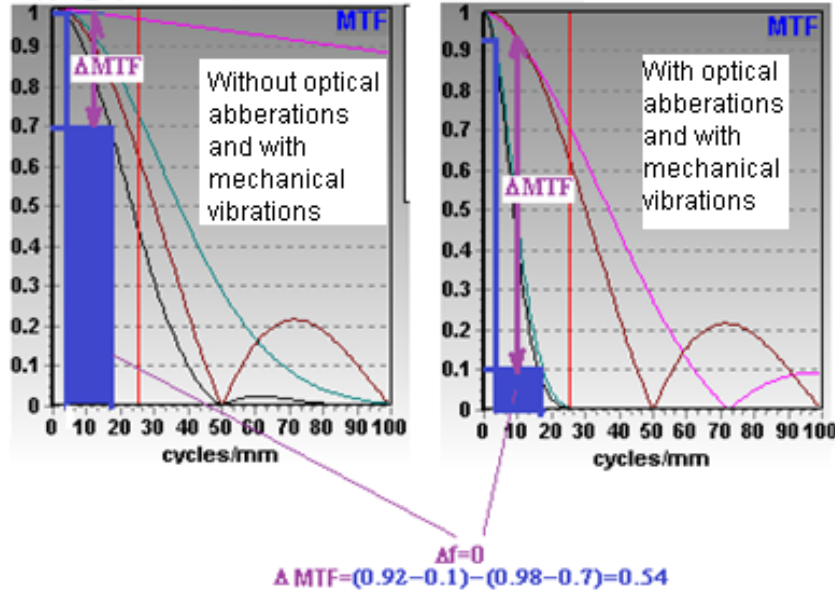 MTF
ΔMTF
Without optical
abberations
and with
mechanical
vibrations
1
0.9
0.8
0.7
0.6
0.5
0.4
0.3
0.2
0.1
0
0 10 20 30 40 50 60 70 80 90 100
cycles/mm
MTF
ΔMTF
With optical
abberations
and with
mechanical
vibrations
1
0.9
0.8
0.7
0.6
0.5
0.4
0.3
0.2
0.1
0
0 10 20 30 40 50 60 70 80 90 100
cycles/mm
Δf=0
Δ MTF=(0.92-0.1)-(0.98-0.7)=0.54